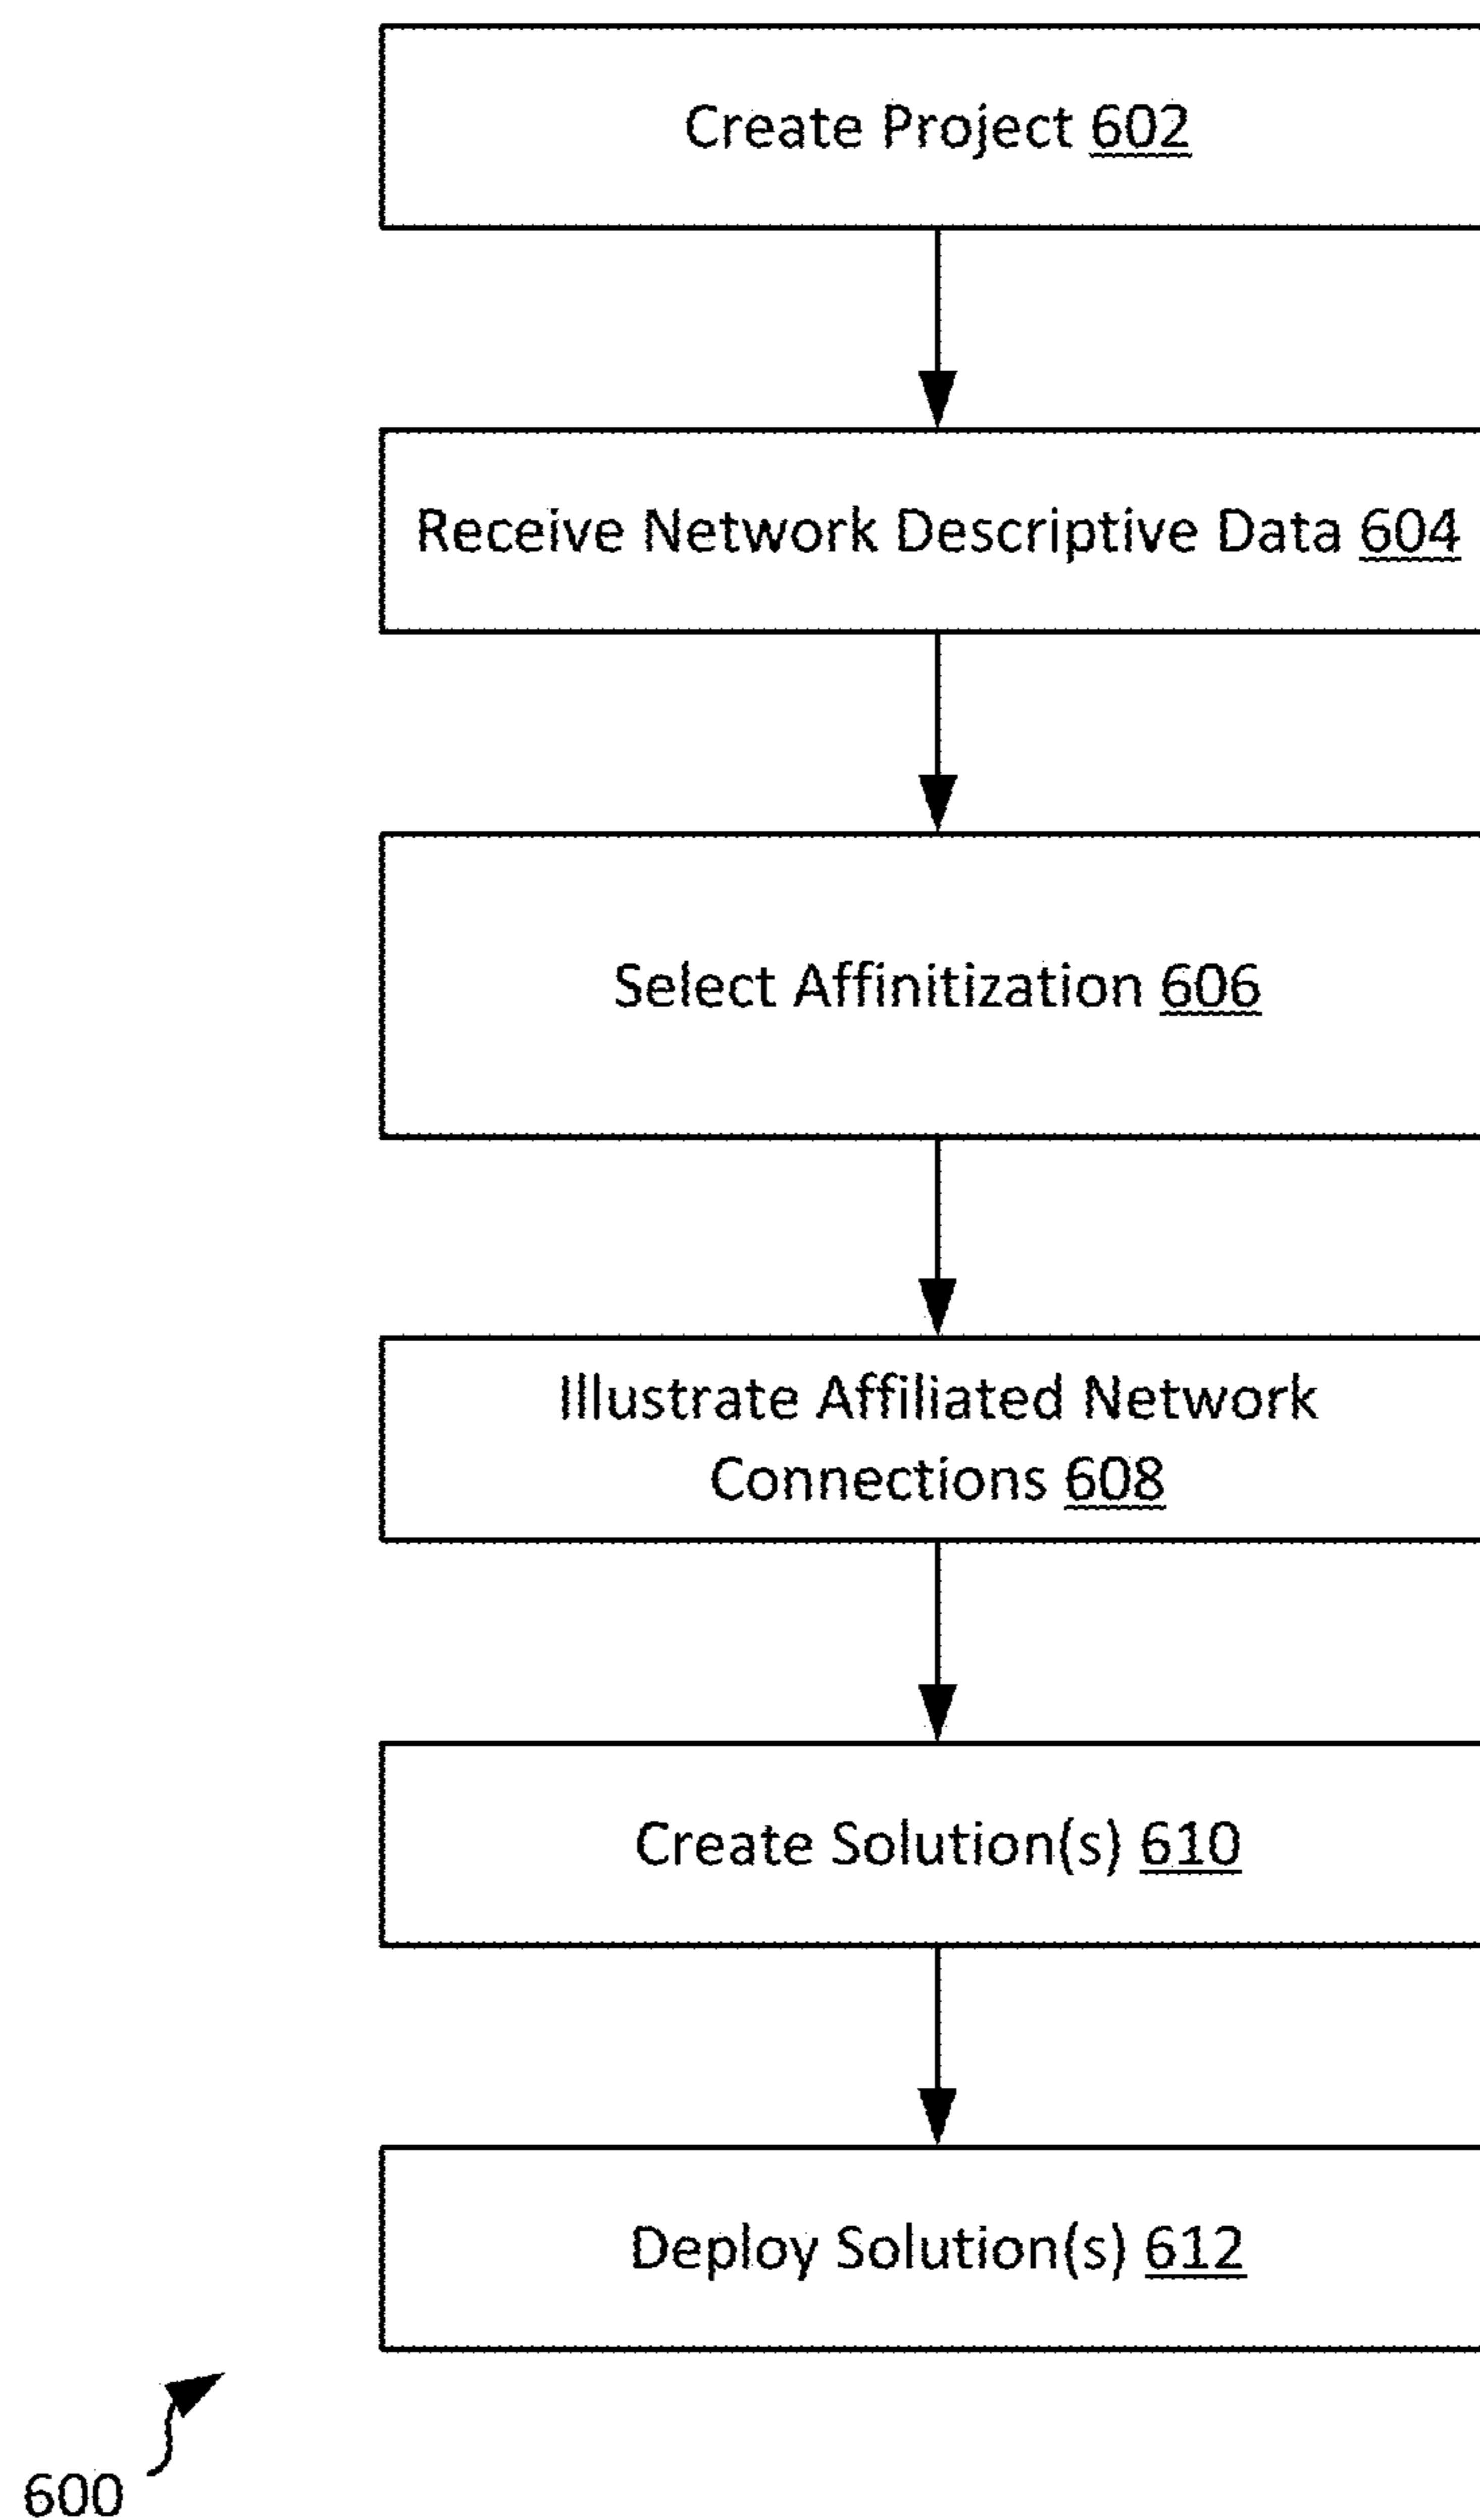 Create Project 602
Receive Network Descriptive Data 604
Select Affinitization 606
Illustrate Affiliated Network
Connections 608
Create Solution(s) 610
Deploy Solution(s) 612
600